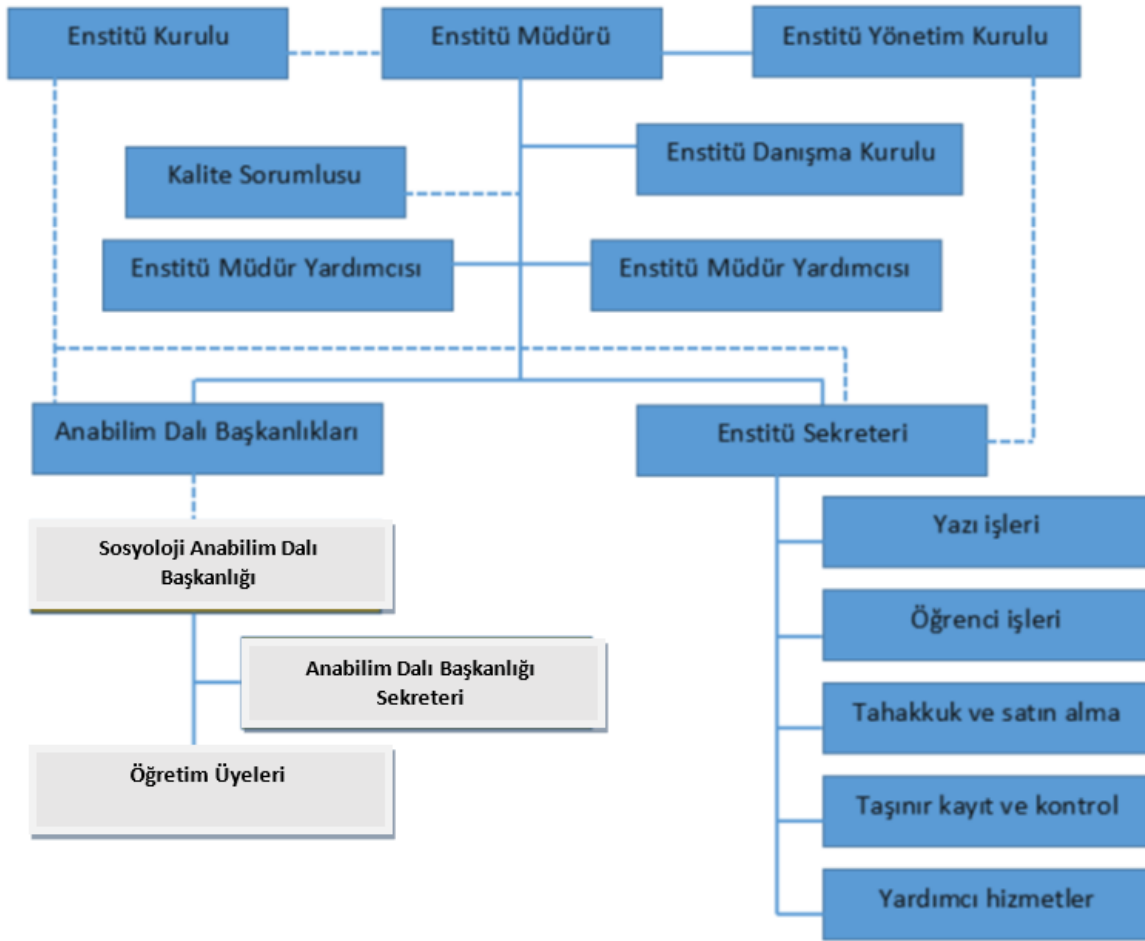 Enstitü Kurulu
Enstitü Müdürü
Enstitü Yönetim Kurulu
Enstitü Danışma Kurulu
Kalite Sorumlusu
Enstitü Müdür Yardımcısı
Enstitü Müdür Yardımcısı
Anabilim Dalı Başkanlıkları
Enstitü Sekreteri
Sosyoloji Anabilim Dalı
Başkanlığı
Anabilim Dalı Başkanlığı
Sekreteri
Öğretim Üyeleri
Yazı işleri
Öğrenci işleri
Tahakkuk ve satın alma
Taşınır kayıt ve kontrol
Yardımcı hizmetler